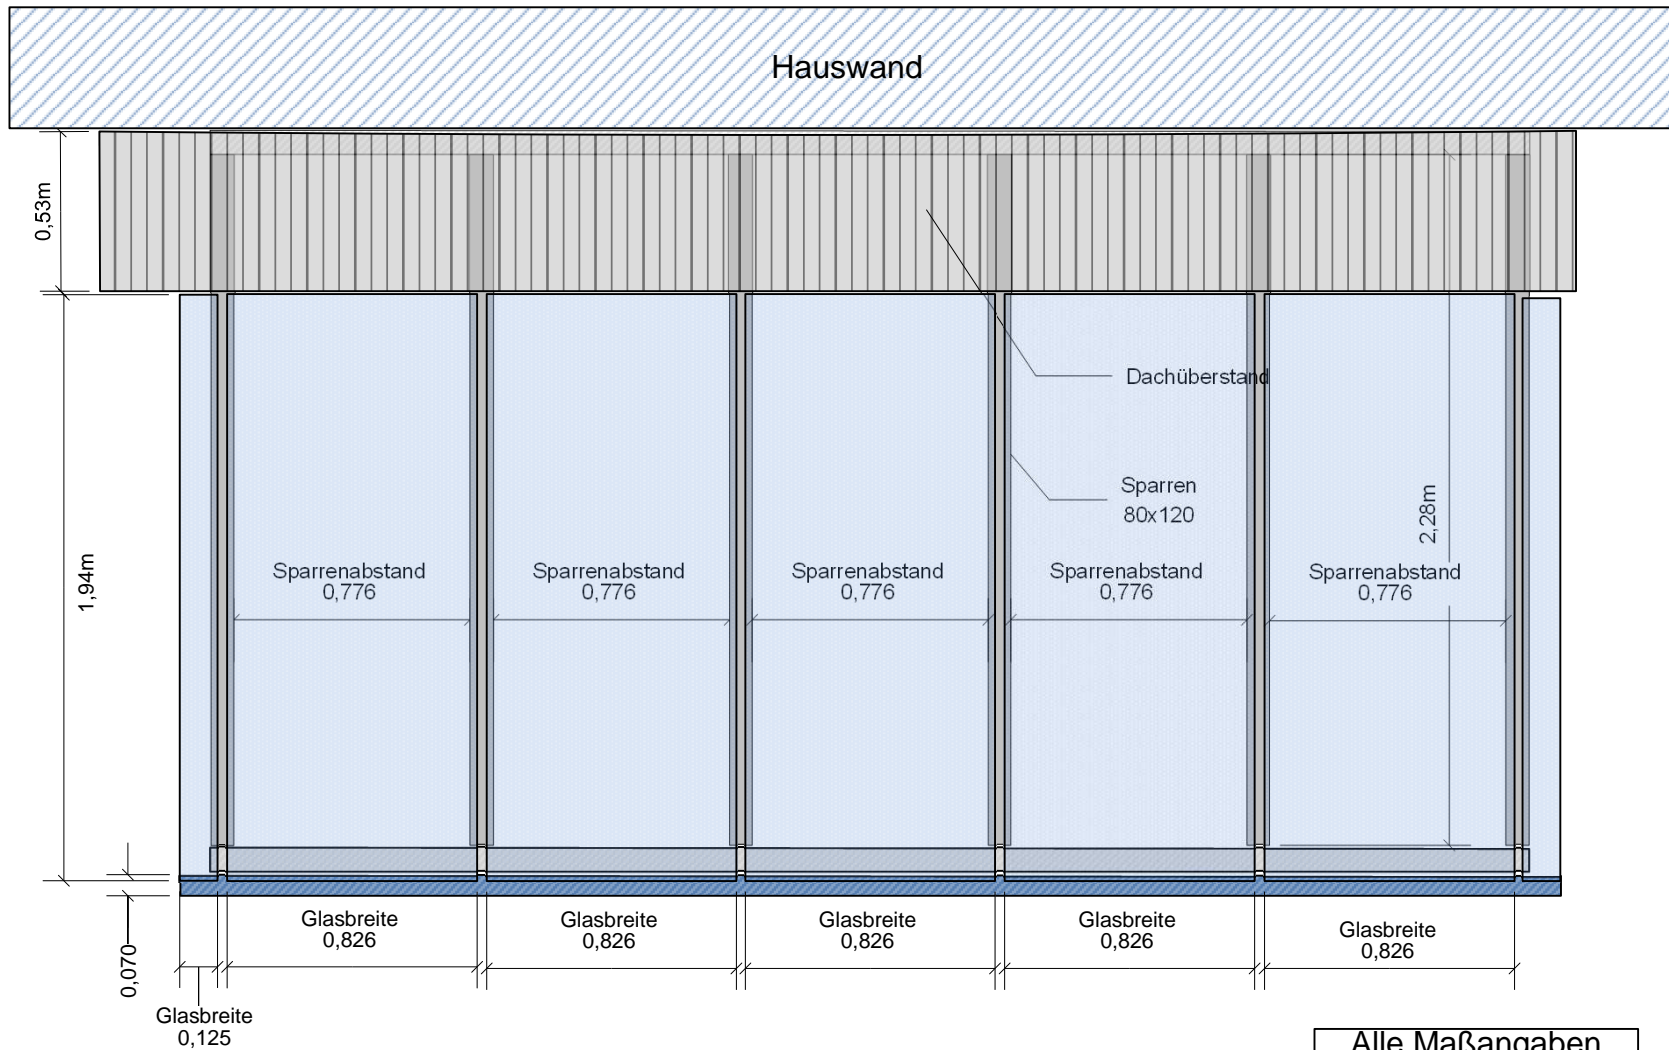 Hauswand
0,53m
Dachüberstand
Sparren
80x120
2,28m
1,94m
Sparrenabstand
0,776
Sparrenabstand
0,776
Sparrenabstand
0,776
Sparrenabstand
0,776
Sparrenabstand
0,776
Glasbreite
0,826
Glasbreite
0,826
Glasbreite
0,826
Glasbreite
0,826
Glasbreite
0,826
0,070
Glasbreite
0,125
Alle Maßangaben